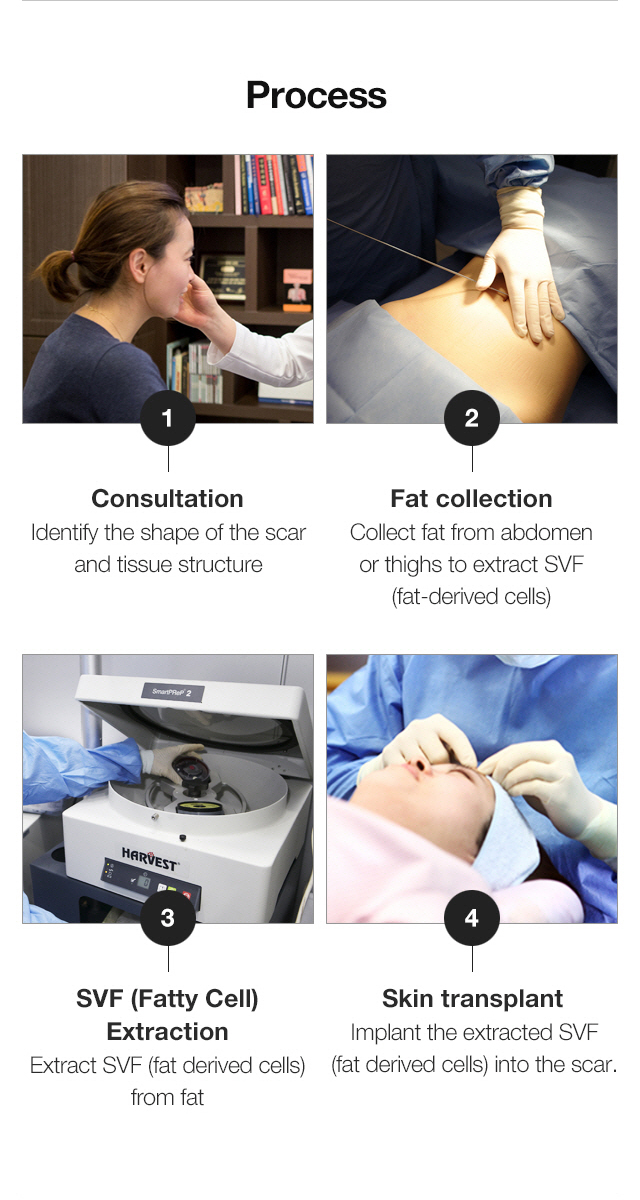 Process
1
Consultation
Identify the shape of the scar
and tissue structure
2
Fat collection
Collect fat from abdomen
or thighs to extract SVF
(fat-derived cells)
SmartPReP® 2
HARVEST
3
SVF (Fatty Cell)
Extraction
Extract SVF (fat derived cells)
from fat
4
Skin transplant
Implant the extracted SVF
(fat derived cells) into the scar.